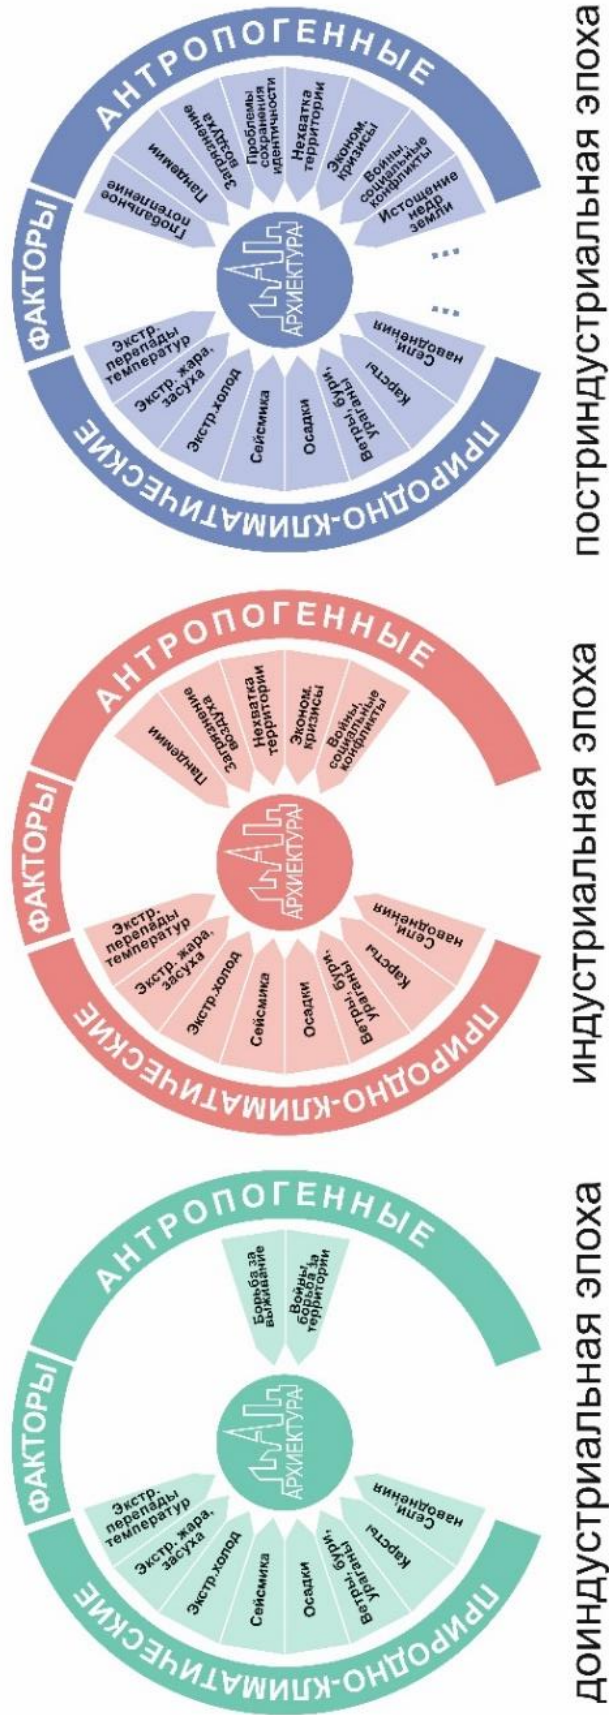 ФАКТОРЫ
ПРИРОДНО-КЛИМАТИЧЕСКИЕ
АНТРОПОГЕННЫЕ
Экстр.
перепады
температур
Экстр. жара,
засуха
Экстр.холод
Сейсмика
Осадки
Ветры, бури,
ураганы
Карсты
Сели,
наводнения
АРХИЕКТУРА
Борьба за
выживание
Войны,
борьба за
территории
доиндустриальная эпоха
ФАКТОРЫ
ПРИРОДНО-КЛИМАТИЧЕСКИЕ
АНТРОПОГЕННЫЕ
Экстр.
перепады
температур
Экстр. жара,
засуха
Экстр.холод
Сейсмика
Осадки
Ветры, бури,
ураганы
Карсты
Сели,
наводнения
АРХИЕКТУРА
Пандемии
Загрязнение
воздуха
Нехватка
территории
Эконом.
кризисы
Войны,
социальные
конфликты
индустриальная эпоха
ФАКТОРЫ
ПРИРОДНО-КЛИМАТИЧЕСКИЕ
АНТРОПОГЕННЫЕ
Экстр.
перепады
температур
Экстр. жара,
засуха
Экстр.холод
Сейсмика
Осадки
Ветры, бури,
ураганы
Карсты
Сели,
наводнения
АРХИЕКТУРА
Глобальное
потепление
Пандемии
Загрязнение
воздуха
Проблемы
сохранения
идентичности
Нехватка
территории
Эконом.
кризисы
Войны,
социальные
конфликты
Истощение
недр
земли
... ...
постриндустриальная эпоха